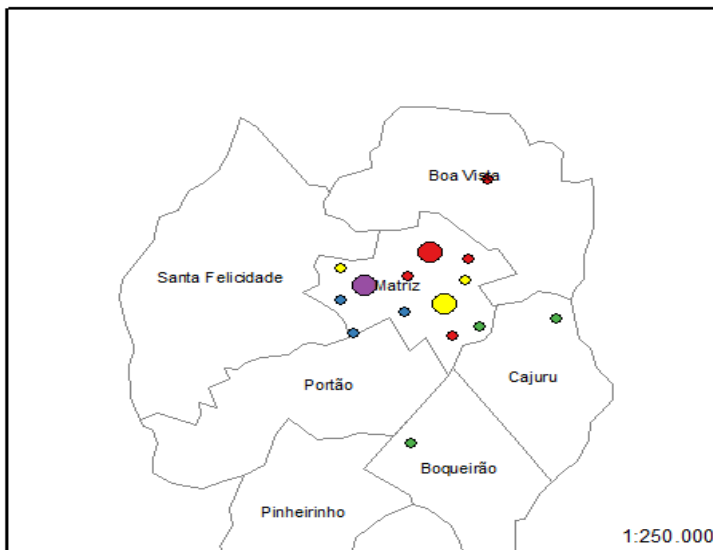 Boa Vista
Santa Felicidade
Matriz
Portão
Cajuru
Boqueirão
Pinheirinho
1:250.000